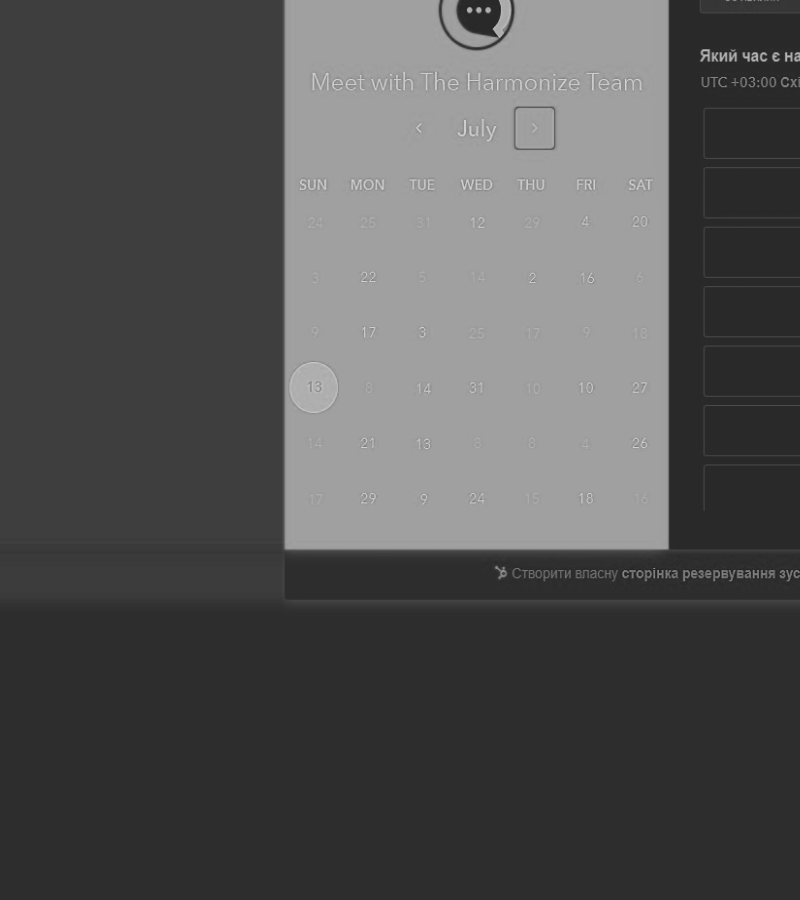 Який час є на
Meet with The Harmonize Team
UTC +03:00 Схі
July
SUN MON TUE WED THU FRI SAT
24 25 31 12 29 4 20
3 22 5 14 2 16 6
9 17 3 25 17 9 18
13 8 14 31 10 10 27
14 21 13 8 8 4 26
17 29 9 24 15 18 16
Створити власну сторінка резервування зус